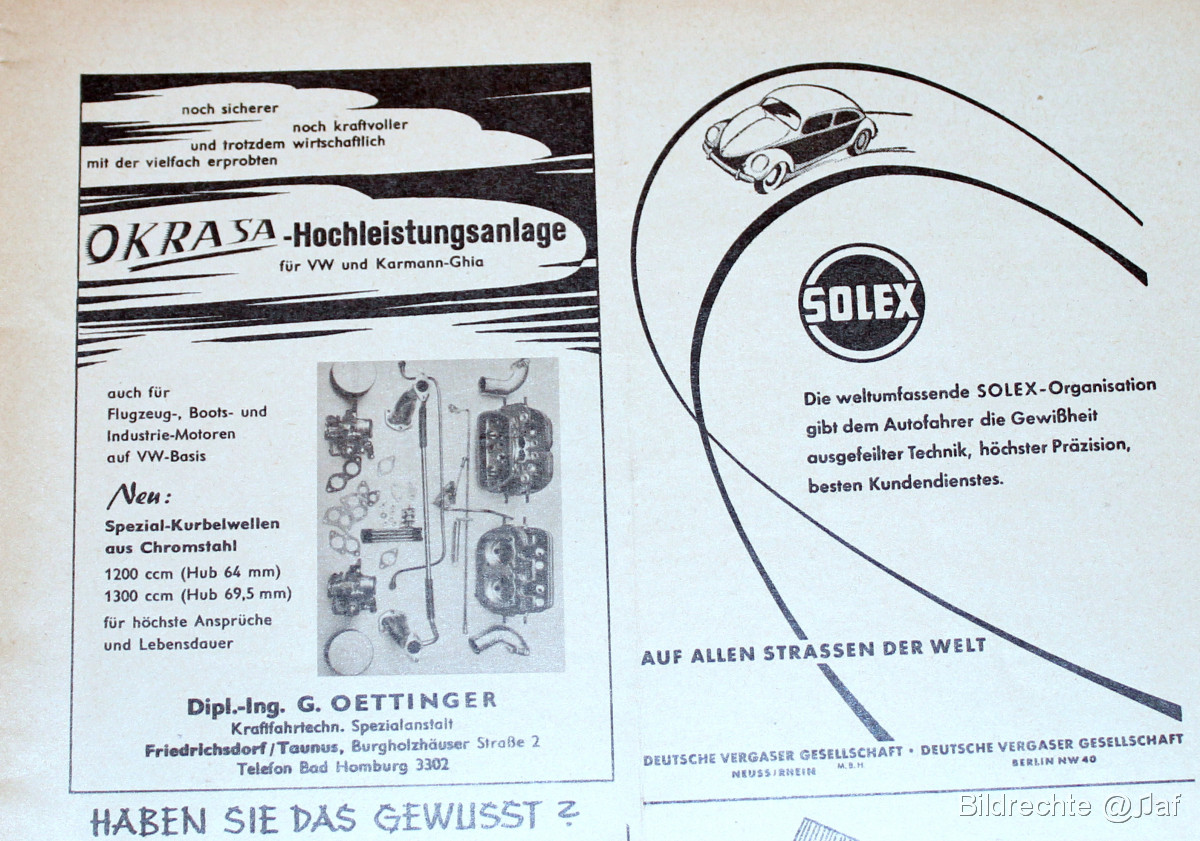 noch sicherer
noch kraftvoller
und trotzdem wirtschaftlich
mit der vielfach erprobten
OKRASA-Hochleistungsanlage
für VW und Karmann-Ghia
auch für
Flugzeug-, Boots- und
Industrie-Motoren
auf VW-Basis
Neu:
Spezial-Kurbelwellen
aus Chromstahl
1200 ccm (Hub 64 mm)
1300 ccm (Hub 69,5 mm)
für höchste Ansprüche
und Lebensdauer
Dipl.-Ing. G. OETTINGER
Kraftfahrtechn. Spezialanstalt
Friedrichsdorf/Taunus, Burgholzhäuser Straße 2
Telefon Bad Homburg 3302
HABEN SIE DAS GEWUSST?
SOLEX
Die weltumfassende SOLEX-Organisation
gibt dem Autofahrer die Gewißheit
ausgefeilter Technik, höchster Präzision,
besten Kundendienstes.
AUF ALLEN STRASSEN DER WELT
DEUTSCHE VERGASER GESELLSCHAFT • DEUTSCHE VERGASER GESELLSCHAFT
NEUSS/RHEIN M.B.H. BERLIN NW 40
Bildrechte @